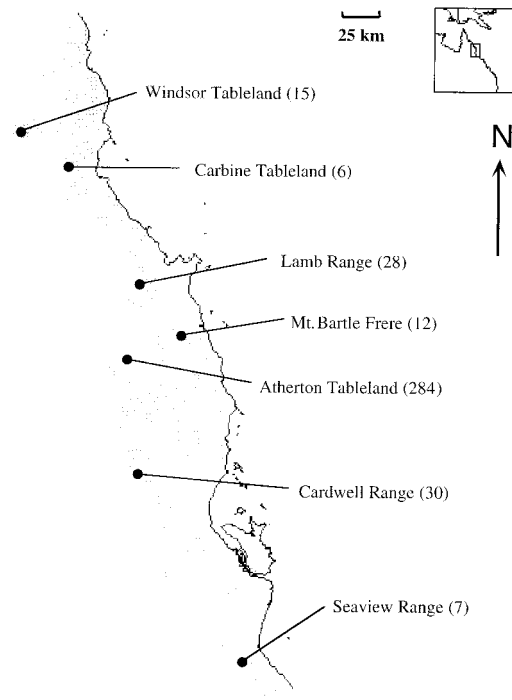 25 km
Windsor Tableland (15)
N
Carbine Tableland (6)
Lamb Range (28)
Mt. Bartle Frere (12)
Atherton Tableland (284)
Cardwell Range (30)
Seaview Range (7)